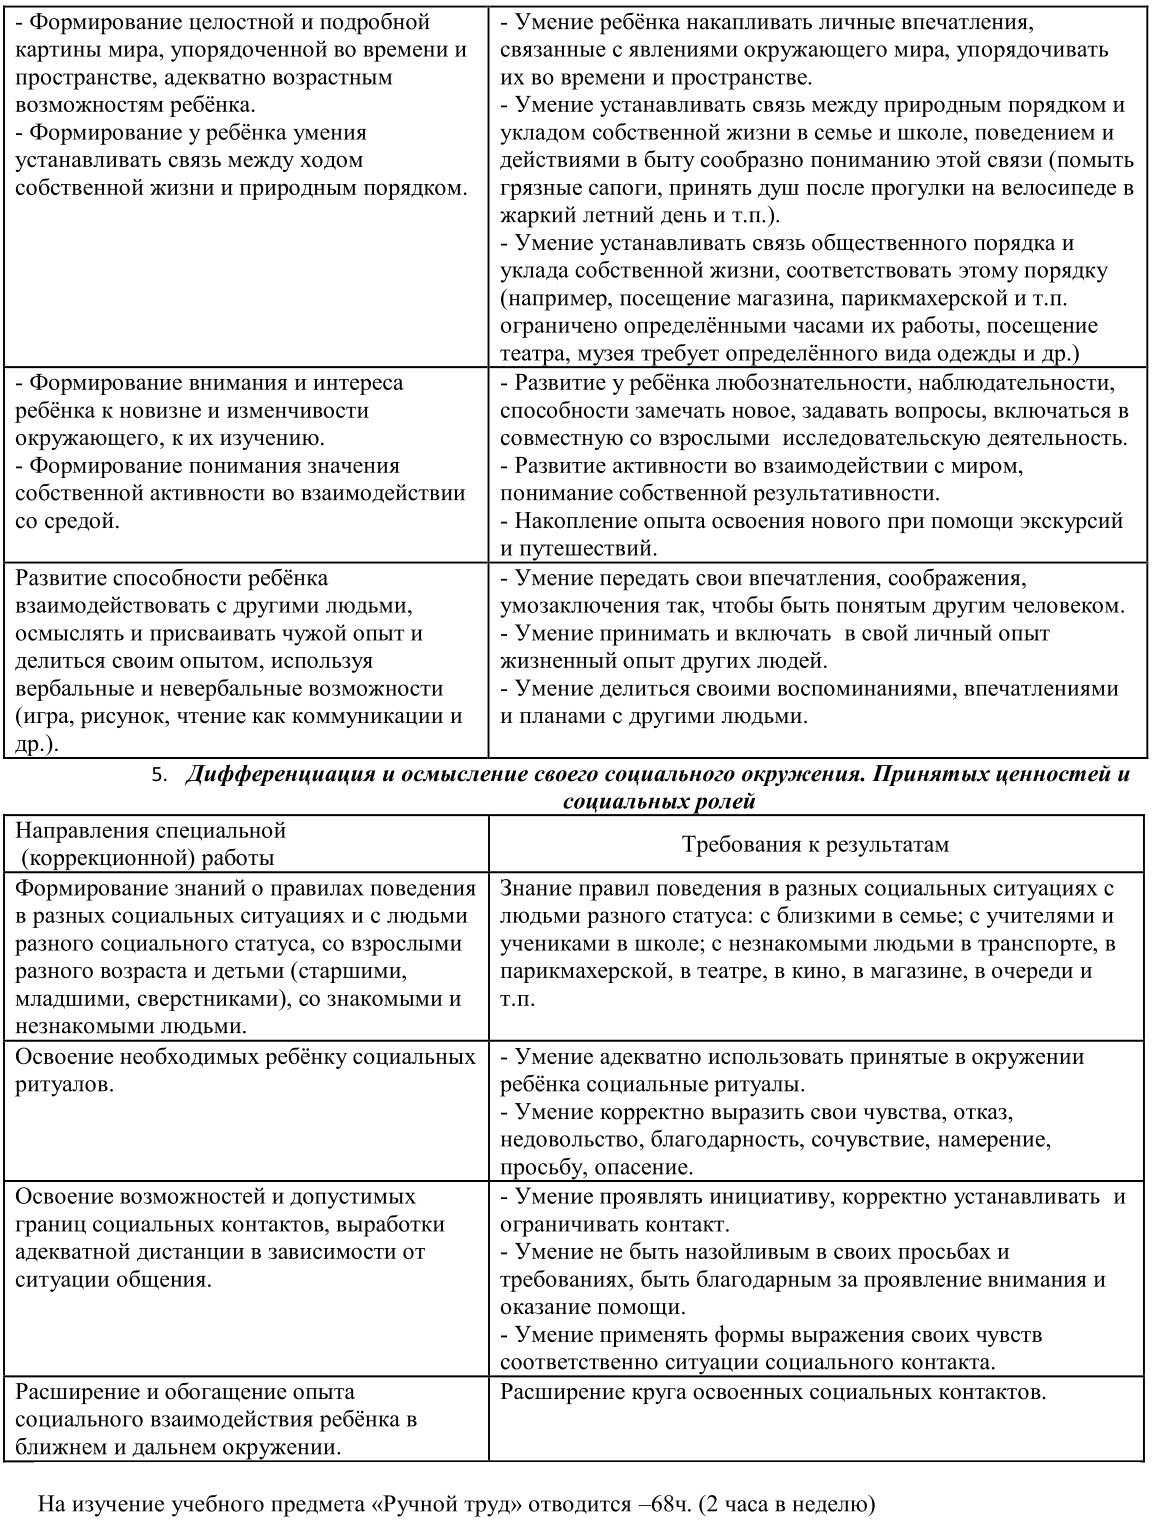 - Формирование целостной и подробной
картины мира, упорядоченной во времени и
пространстве, адекватно возрастным
возможностям ребёнка.
- Формирование у ребёнка умения
устанавливать связь между ходом
собственной жизни и природным порядком.
- Умение ребёнка накапливать личные впечатления,
связанные с явлениями окружающего мира, упорядочивать
их во времени и пространстве.
- Умение устанавливать связь между природным порядком и
укладом собственной жизни в семье и школе, поведением и
действиями в быту сообразно пониманию этой связи (помыть
грязные сапоги, принять душ после прогулки на велосипеде в
жаркий летний день и т.п.).
- Умение устанавливать связь общественного порядка и
уклада собственной жизни, соответствовать этому порядку
(например, посещение магазина, парикмахерской и т.п.
ограничено определёнными часами их работы, посещение
театра, музея требует определённого вида одежды и др.)
- Формирование внимания и интереса
ребёнка к новизне и изменчивости
окружающего, к их изучению.
- Формирование понимания значения
собственной активности во взаимодействии
со средой.
- Развитие у ребёнка любознательности, наблюдательности,
способности замечать новое, задавать вопросы, включаться в
совместную со взрослыми  исследовательскую деятельность.
- Развитие активности во взаимодействии с миром,
понимание собственной результативности.
- Накопление опыта освоения нового при помощи экскурсий
и путешествий.
Развитие способности ребёнка
взаимодействовать с другими людьми,
осмыслять и присваивать чужой опыт и
делиться своим опытом, используя
вербальные и невербальные возможности
(игра, рисунок, чтение как коммуникации и
др.).
- Умение передать свои впечатления, соображения,
умозаключения так, чтобы быть понятым другим человеком.
- Умение принимать и включать  в свой личный опыт
жизненный опыт других людей.
- Умение делиться своими воспоминаниями, впечатлениями
и планами с другими людьми.
5. Дифференциация и осмысление своего социального окружения. Принятых ценностей и
социальных ролей
Направления специальной
(коррекционной) работы
Требования к результатам
Формирование знаний о правилах поведения
в разных социальных ситуациях и с людьми
разного социального статуса, со взрослыми
разного возраста и детьми (старшими,
младшими, сверстниками), со знакомыми и
незнакомыми людьми.
Знание правил поведения в разных социальных ситуациях с
людьми разного статуса: с близкими в семье; с учителями и
учениками в школе; с незнакомыми людьми в транспорте, в
парикмахерской, в театре, в кино, в магазине, в очереди и
т.п.
Освоение необходимых ребёнку социальных
ритуалов.
- Умение адекватно использовать принятые в окружении
ребёнка социальные ритуалы.
- Умение корректно выразить свои чувства, отказ,
недовольство, благодарность, сочувствие, намерение,
просьбу, опасение.
Освоение возможностей и допустимых
границ социальных контактов, выработки
адекватной дистанции в зависимости от
ситуации общения.
- Умение проявлять инициативу, корректно устанавливать  и
ограничивать контакт.
- Умение не быть назойливым в своих просьбах и
требованиях, быть благодарным за проявление внимания и
оказание помощи.
- Умение применять формы выражения своих чувств
соответственно ситуации социального контакта.
Расширение и обогащение опыта
социального взаимодействия ребёнка в
ближнем и дальнем окружении.
Расширение круга освоенных социальных контактов.
На изучение учебного предмета «Ручной труд» отводится –68ч. (2 часа в неделю)